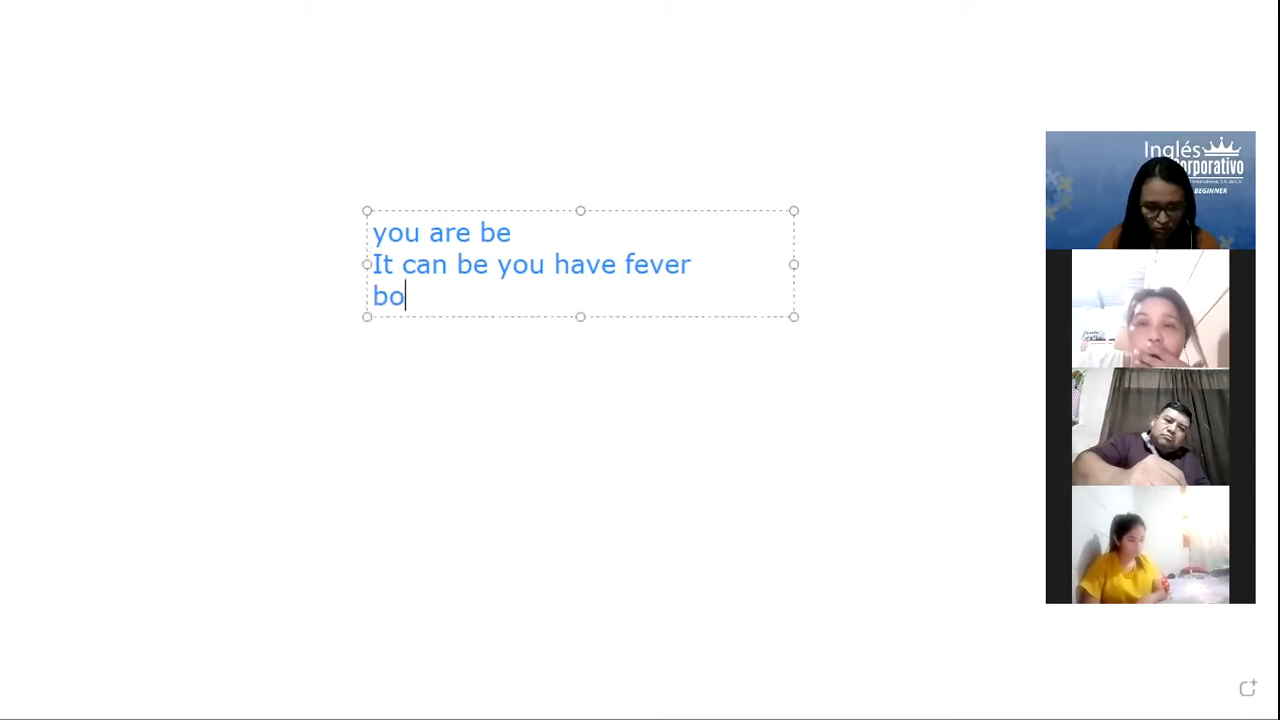 you are be
It can be you have fever
bo
Inglés
Corporativo
BEGINNER